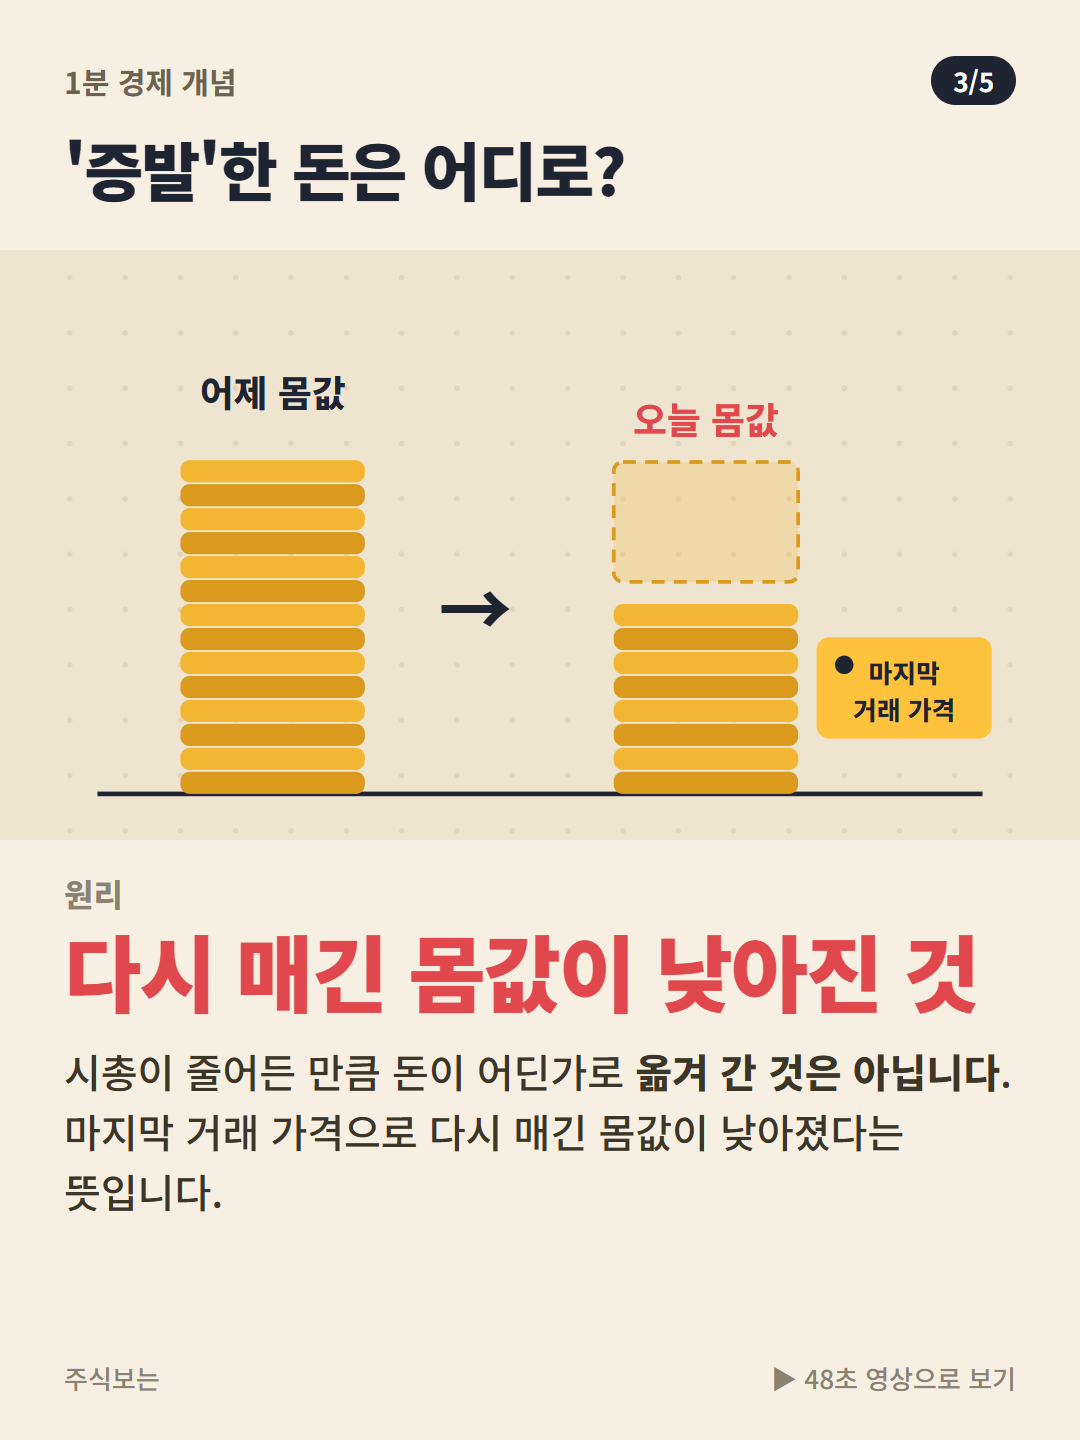 1분 경제 개념
3/5
'증발'한 돈은 어디로?
어제 몸값
오늘 몸값
→
마지막
거래 가격
원리
다시 매긴 몸값이 낮아진 것
시총이 줄어든 만큼 돈이 어딘가로 옮겨 간 것은 아닙니다.
마지막 거래 가격으로 다시 매긴 몸값이 낮아졌다는
뜻입니다.
주식보는
▶ 48초 영상으로 보기